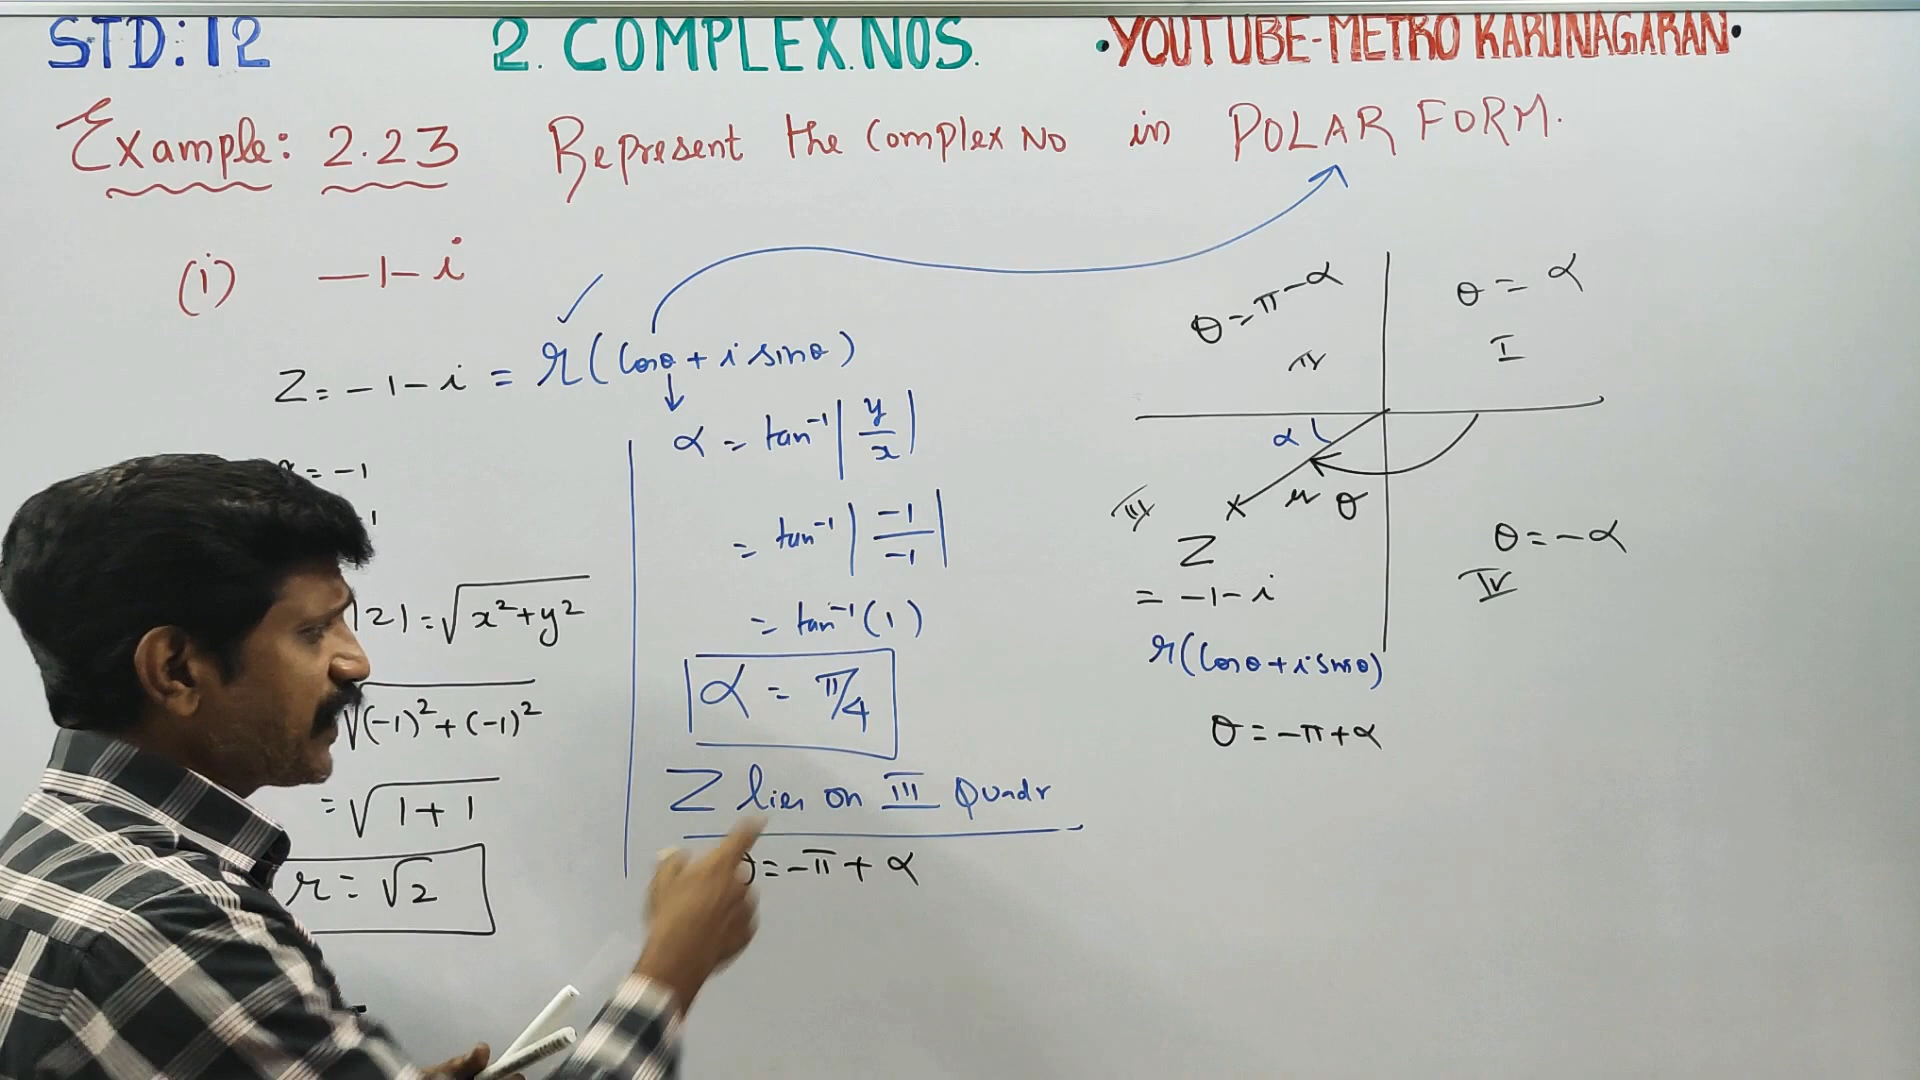 STD: 12 2. COMPLEX.NOS. •YOUTUBE-METRO KARUNAGARAN•
Example: 2.23 Represent the Complex No in POLAR FORM.
(i) -1-i
Z = -1-i = r(Cosθ + i sinθ)
= -1
|z| = √x²+y²
√(-1)² + (-1)²
= √1+1
r = √2
α = tan⁻¹|y/x|
= tan⁻¹|-1/-1|
= tan⁻¹(1)
α = π/4
Z lies on III Quadr
θ = -π + α
θ = π - α
θ = α
I
α
III
r θ
Z
= -1-i
r(Cosθ + i sinθ)
θ = -π + α
θ = -α
IV